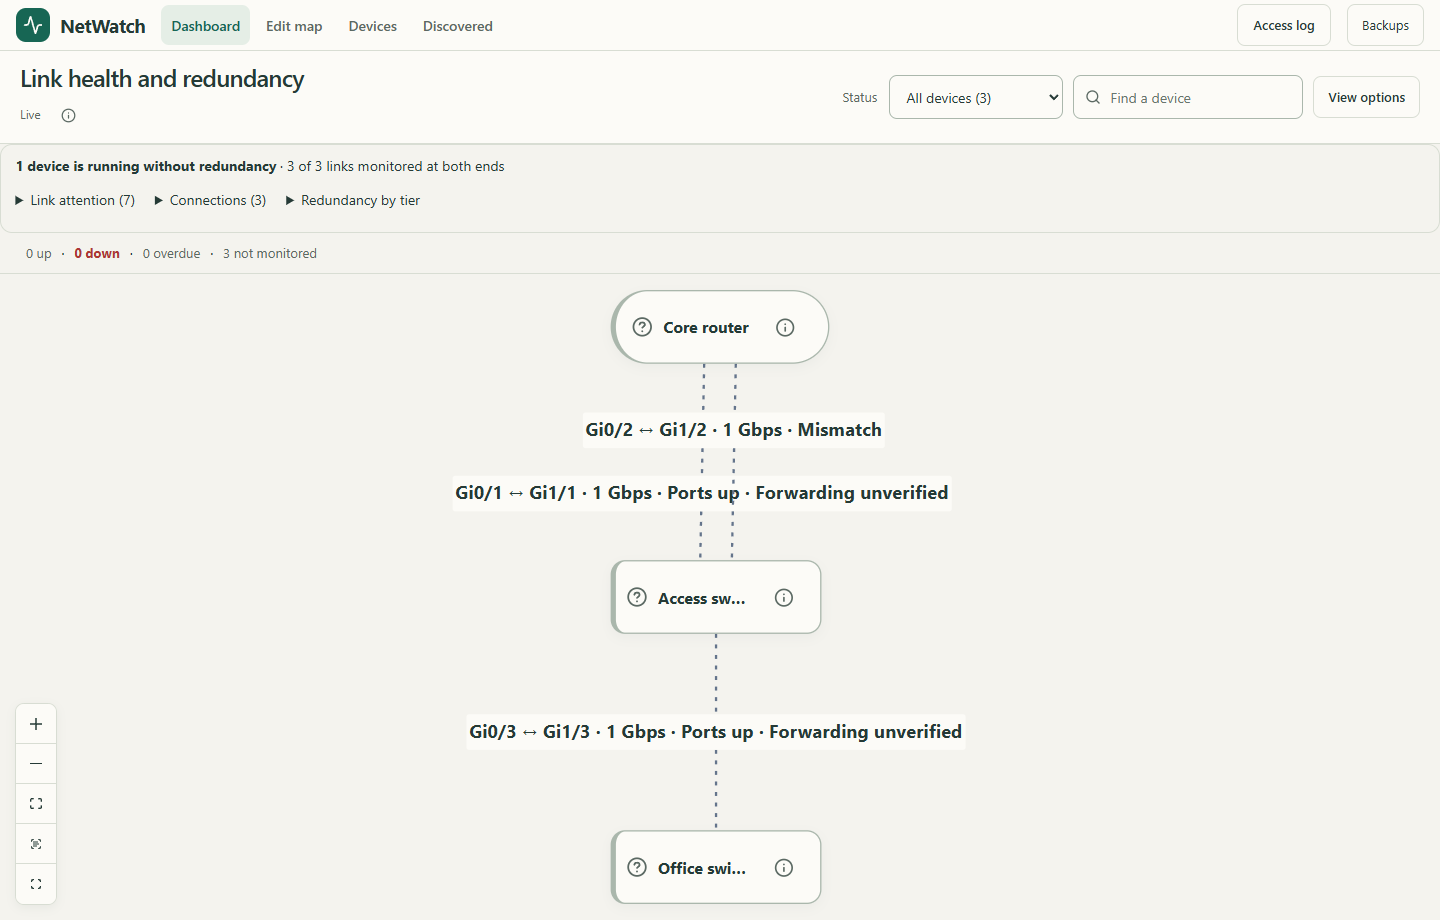 NetWatch
Dashboard
Edit map
Devices
Discovered
Access log
Backups
Link health and redundancy
Live
Status
All devices (3)
Find a device
View options
1 device is running without redundancy · 3 of 3 links monitored at both ends
Link attention (7)
Connections (3)
Redundancy by tier
0 up · 0 down · 0 overdue · 3 not monitored
Core router
Gi0/2 ↔ Gi1/2 · 1 Gbps · Mismatch
Gi0/1 ↔ Gi1/1 · 1 Gbps · Ports up · Forwarding unverified
Access sw...
Gi0/3 ↔ Gi1/3 · 1 Gbps · Ports up · Forwarding unverified
Office swi...